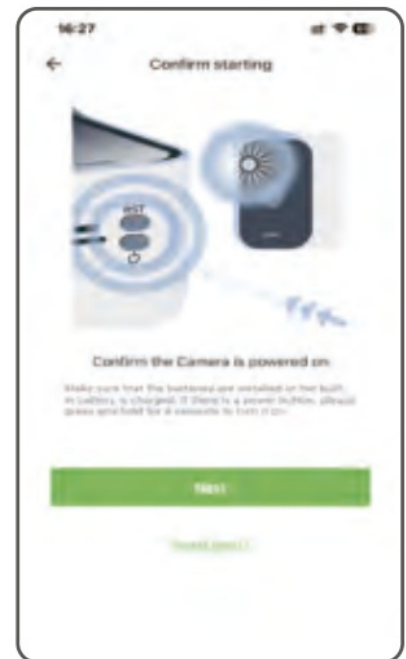 16:27
Confirm starting
RST
Confirm the Camera is powered on
Make sure that the batteries are installed or the built-
in battery is charged. If there is a power button, please
press and hold for
seconds to turn it on.
Next